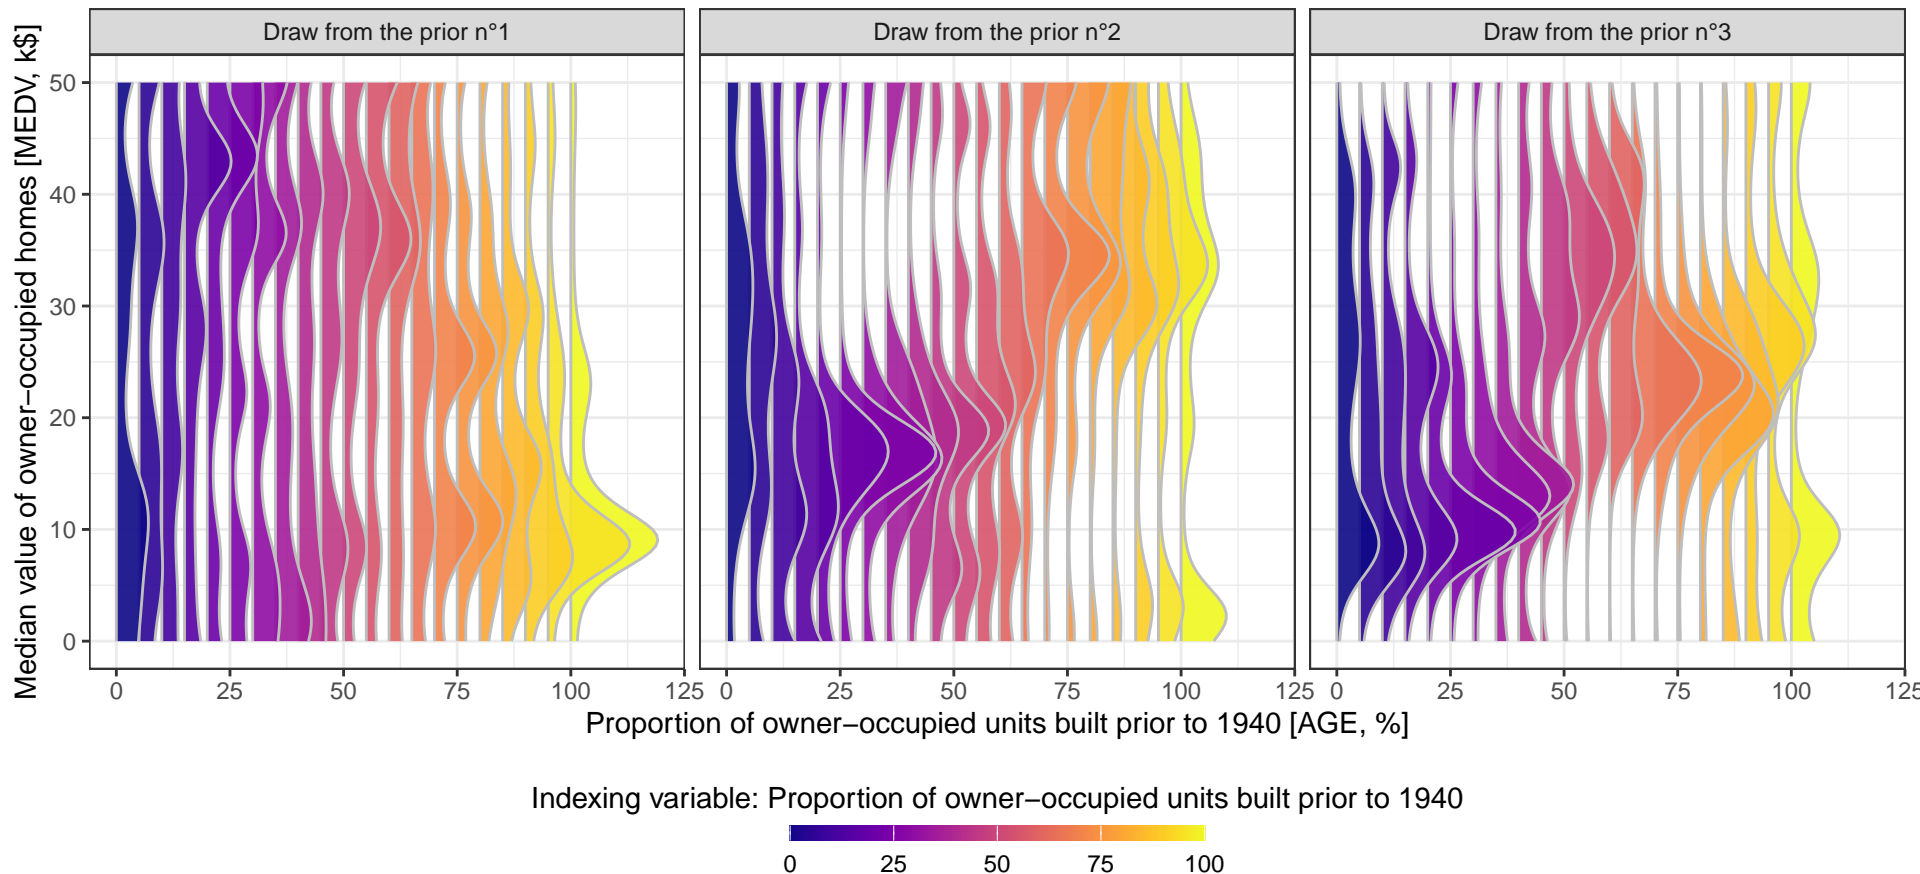 Draw from the prior n°1
Draw from the prior n°2
Draw from the prior n°3
Median value of owner−occupied homes [MEDV, k$]
50
40
30
20
10
0
0 25 50 75 100 125
0 25 50 75 100 125
0 25 50 75 100 125
Proportion of owner−occupied units built prior to 1940 [AGE, %]
Indexing variable: Proportion of owner−occupied units built prior to 1940
0 25 50 75 100